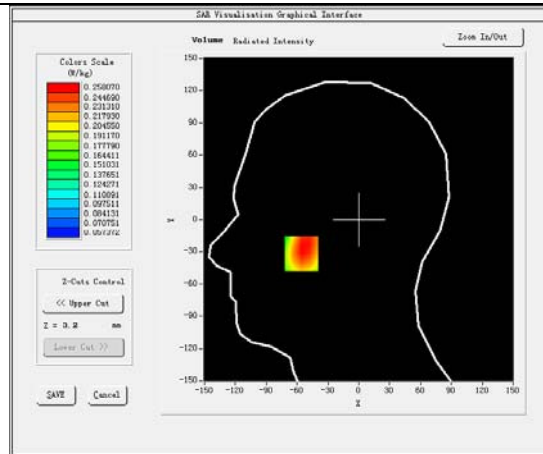 SAR Visualisation Graphical Interface
Volume Radiated Intensity
Zoom In/Out
Colors Scale
(W/kg)
0.258070
0.244690
0.231310
0.217930
0.204550
0.191170
0.177790
0.164411
0.151031
0.137651
0.124271
0.110891
0.097511
0.084131
0.070751
0.057372
Z-Cuts Control
<< Upper Cut
Z = 3.2 mm
Lower Cut >>
SAVE Cancel
150
120
90
60
30
0
-30
-60
-90
-120
-150
Y
-150 -120 -90 -60 -30 0 30 60 90 120 150
X